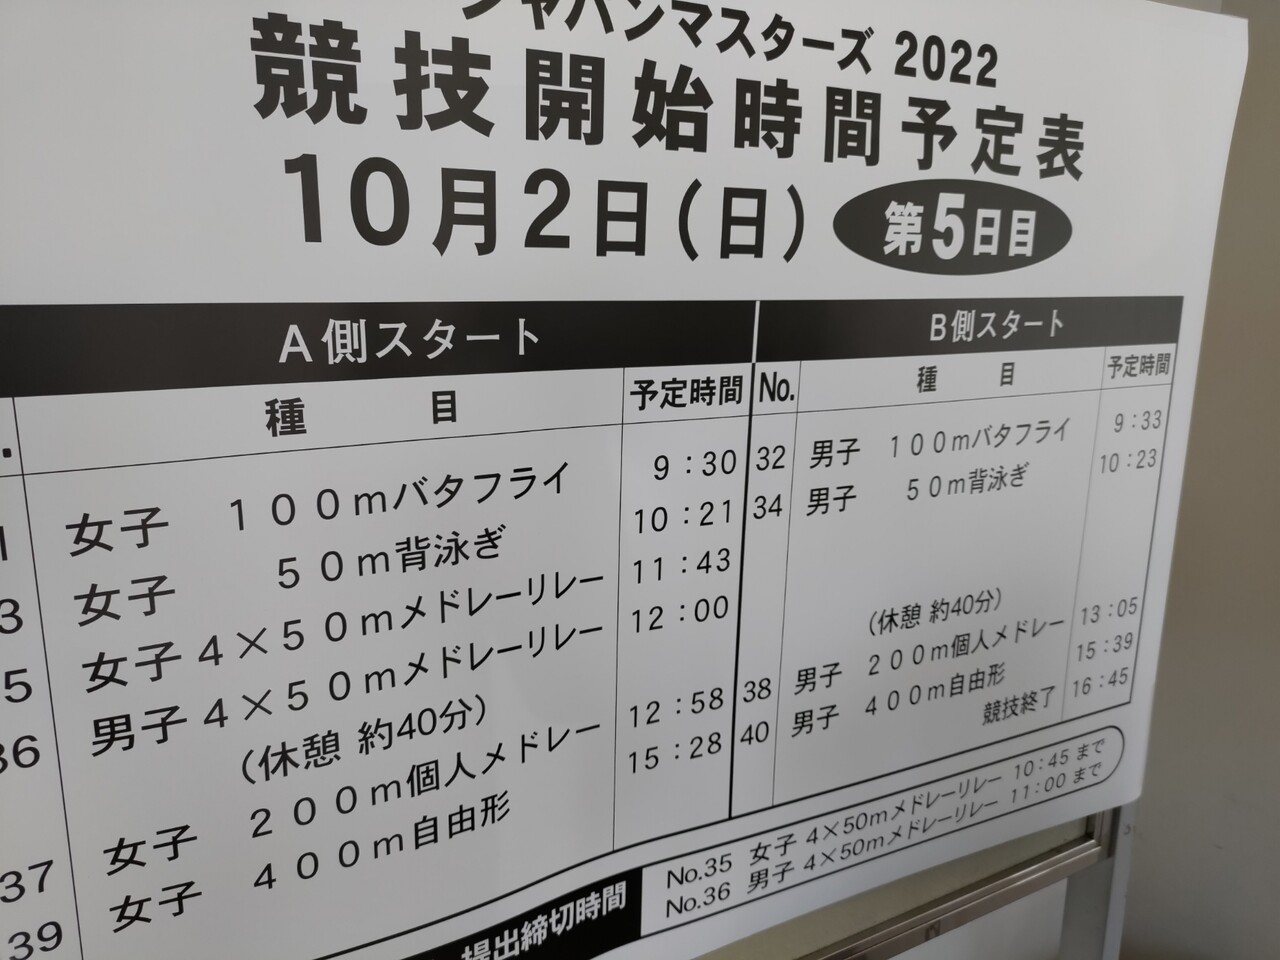 ジャパンマスターズ 2022
競技開始時間予定表
10月2日(日) 第5日目
A側スタート
種 目 予定時間
女子 100mバタフライ 9:30
女子 50m背泳ぎ 10:21
女子 4×50mメドレーリレー 11:43
36 男子 4×50mメドレーリレー 12:00
(休憩 約40分)
37 女子 200m個人メドレー 12:58
39 女子 400m自由形 15:28
B側スタート
No. 種 目 予定時間
32 男子 100mバタフライ 9:33
34 男子 50m背泳ぎ 10:23
(休憩 約40分)
38 男子 200m個人メドレー 13:05
40 男子 400m自由形 15:39
競技終了 16:45
提出締切時間
No.35 女子 4×50mメドレーリレー 10:45 まで
No.36 男子 4×50mメドレーリレー 11:00 まで